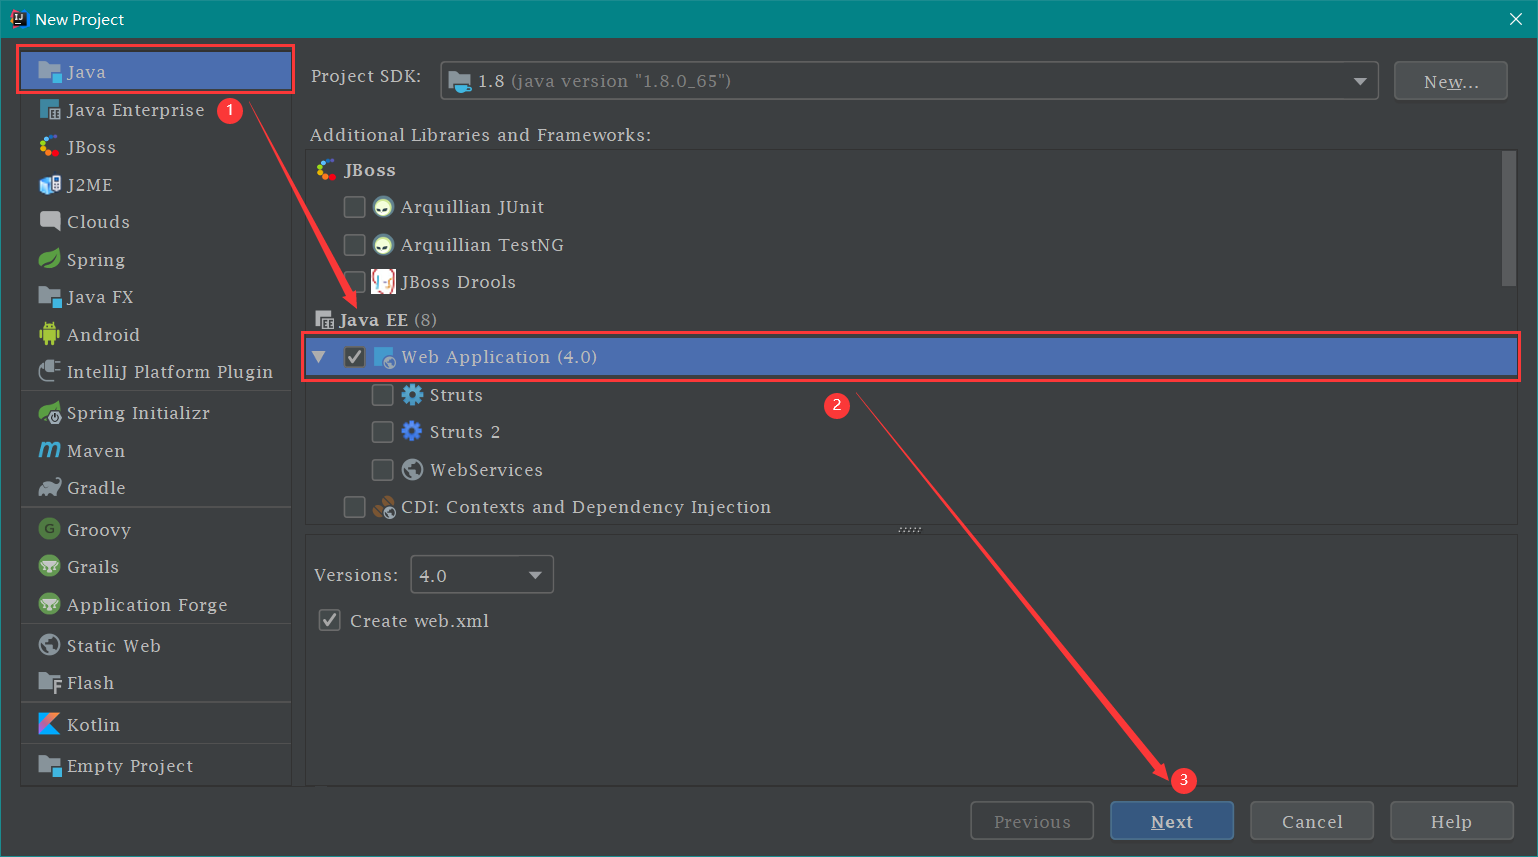 New Project
Java
Java Enterprise
1
JBoss
J2ME
Clouds
Spring
Java FX
Android
IntelliJ Platform Plugin
Spring Initializr
Maven
Gradle
Groovy
Grails
Application Forge
Static Web
Flash
Kotlin
Empty Project
Project SDK:
1.8 (java version "1.8.0_65")
New...
Additional Libraries and Frameworks:
JBoss
Arquillian JUnit
Arquillian TestNG
JBoss Drools
Java EE (8)
Web Application (4.0)
Struts
2
Struts 2
WebServices
CDI: Contexts and Dependency Injection
Versions:
4.0
Create web.xml
3
Previous
Next
Cancel
Help